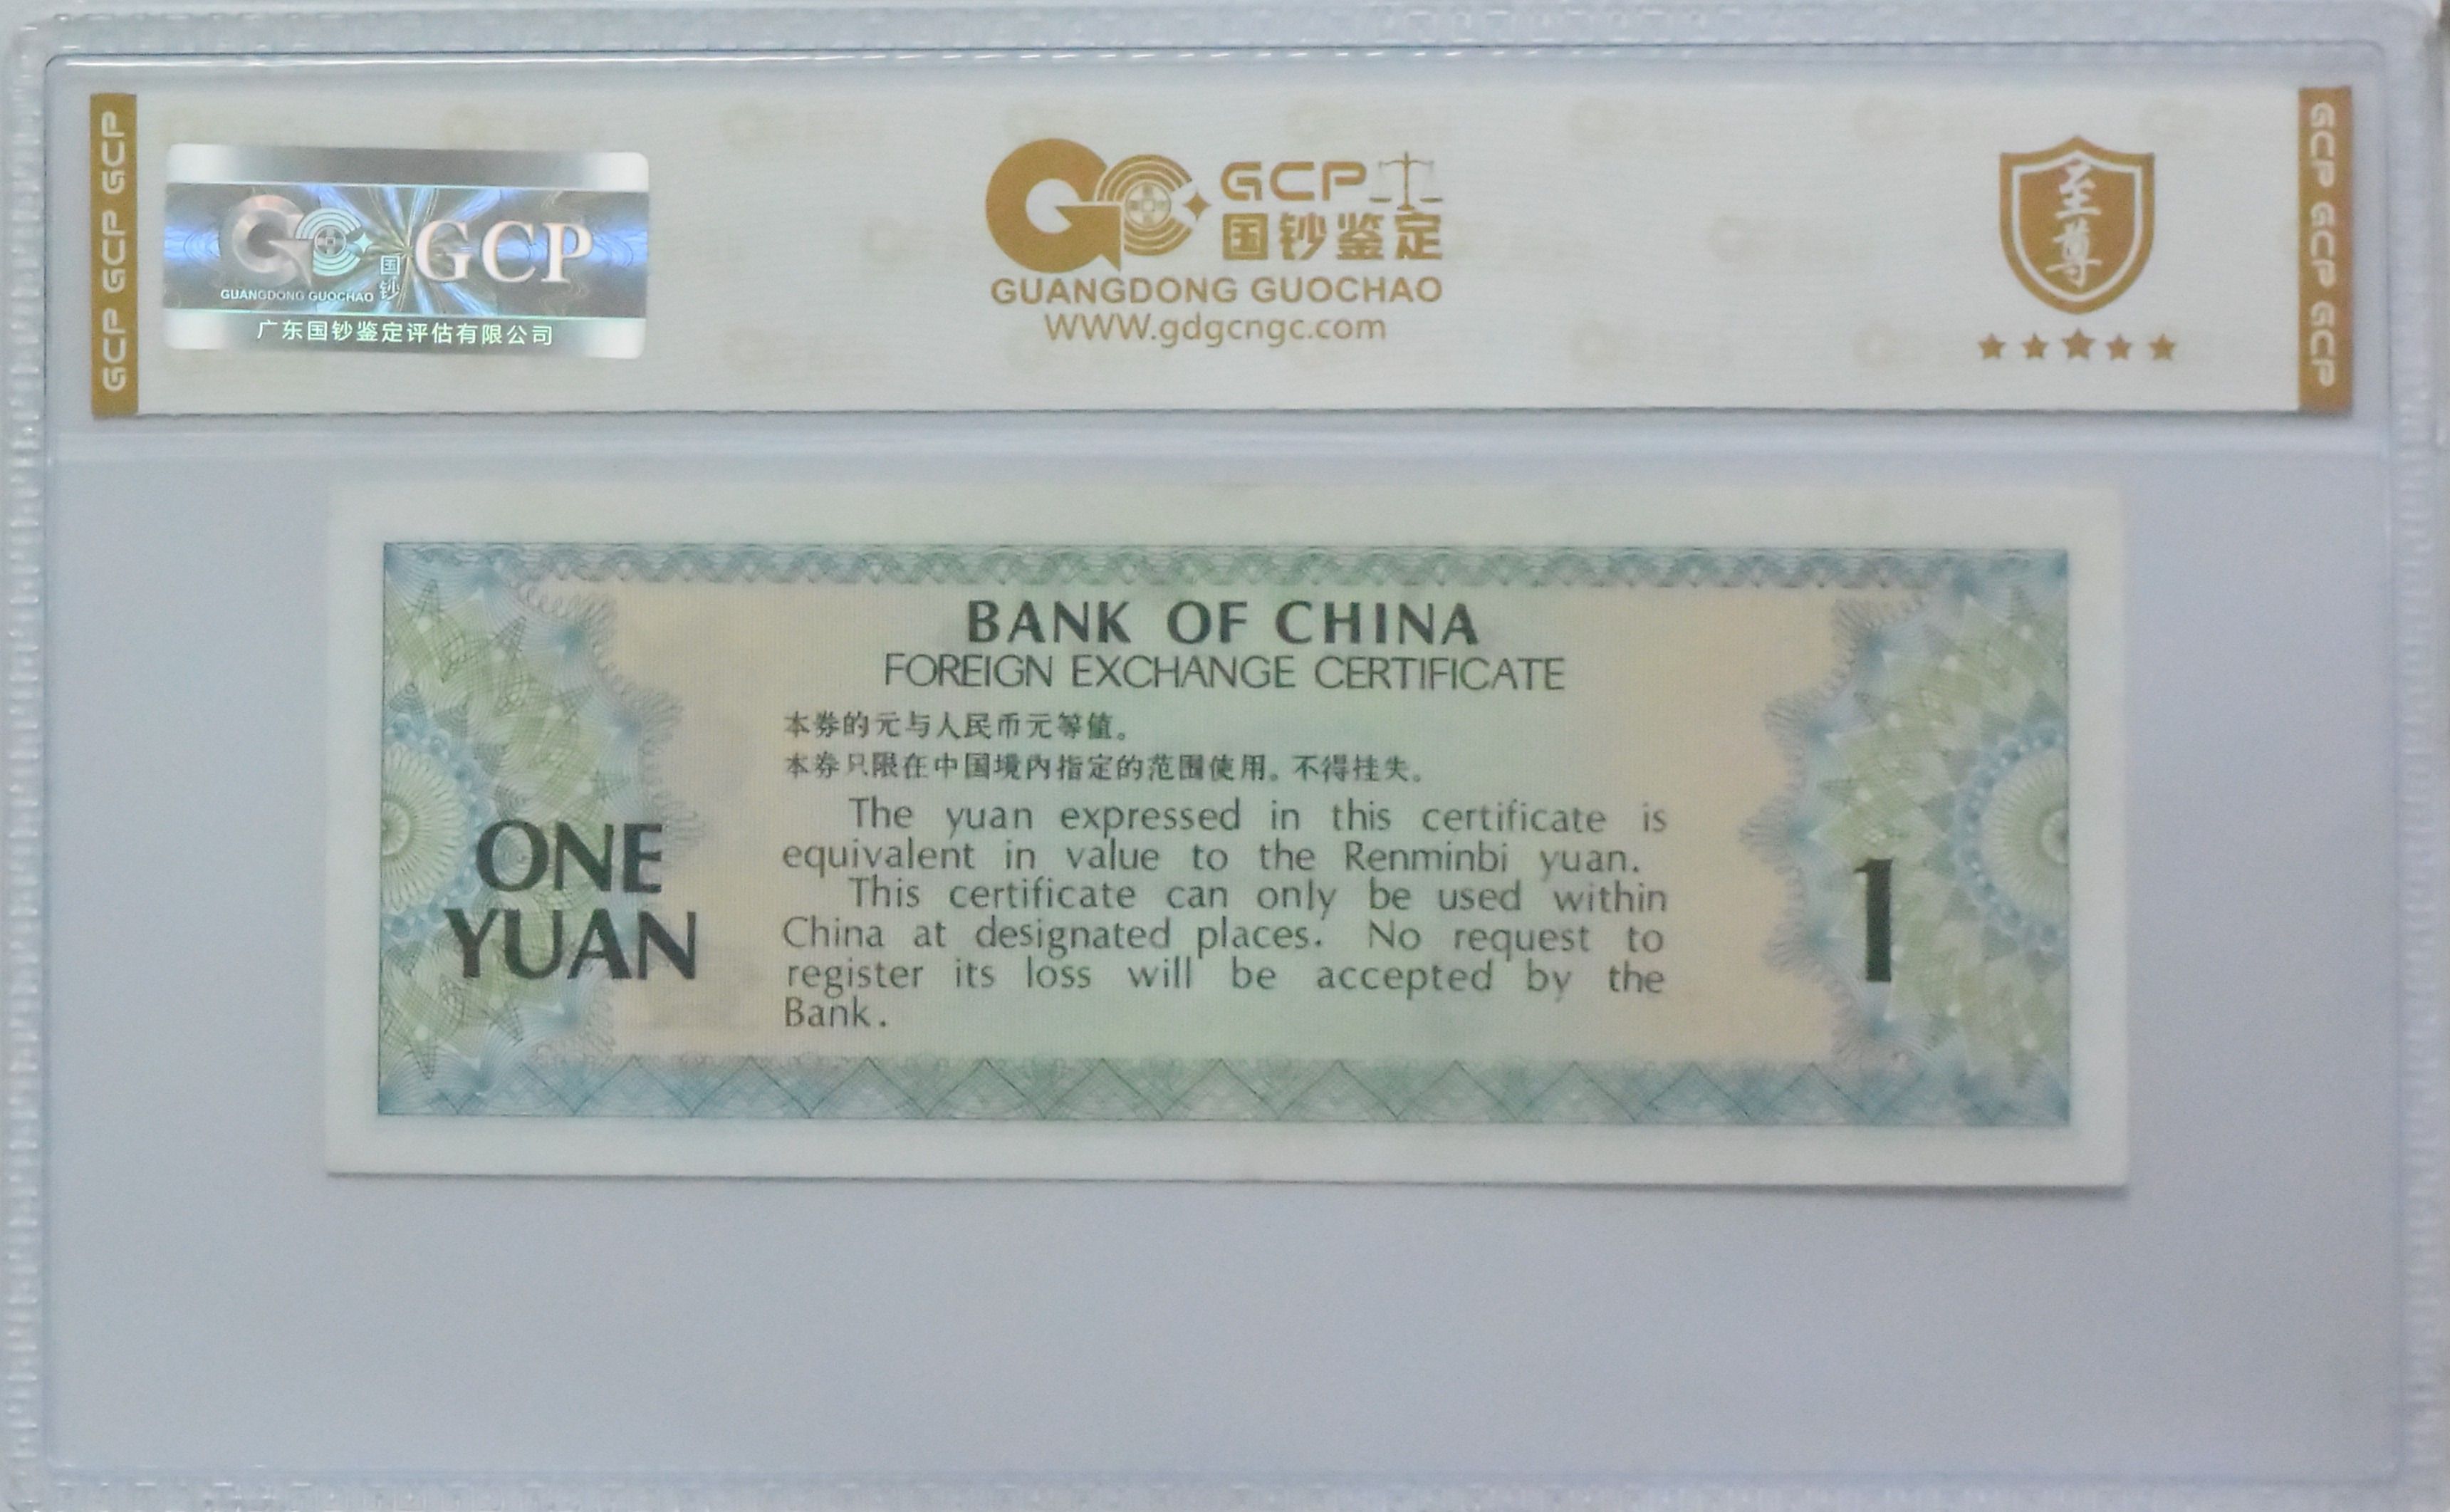 GCP GCP GCP
GCP
国钞
GUANGDONG GUOCHAO
广东国钞鉴定评估有限公司
GCP
国钞鉴定
GUANGDONG GUOCHAO
WWW.gdgcngc.com
至尊
GCP GCP GCP
BANK OF CHINA
FOREIGN EXCHANGE CERTIFICATE
本券的元与人民币元等值。
本券只限在中国境内指定的范围使用。不得挂失。
The yuan expressed in this certificate is
equivalent in value to the Renminbi yuan.
This certificate can only be used within
China at designated places. No request to
register its loss will be accepted by the
Bank.
ONE
YUAN
1